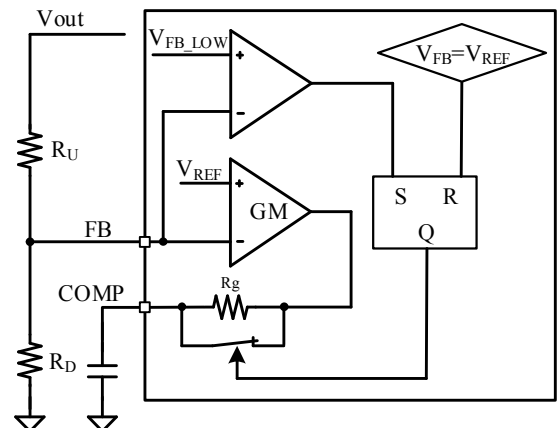 Vout
V_FB_LOW
+
-
V_FB=V_REF
R_U
V_REF
+
GM
-
S R
Q
FB
Rg
COMP
R_D